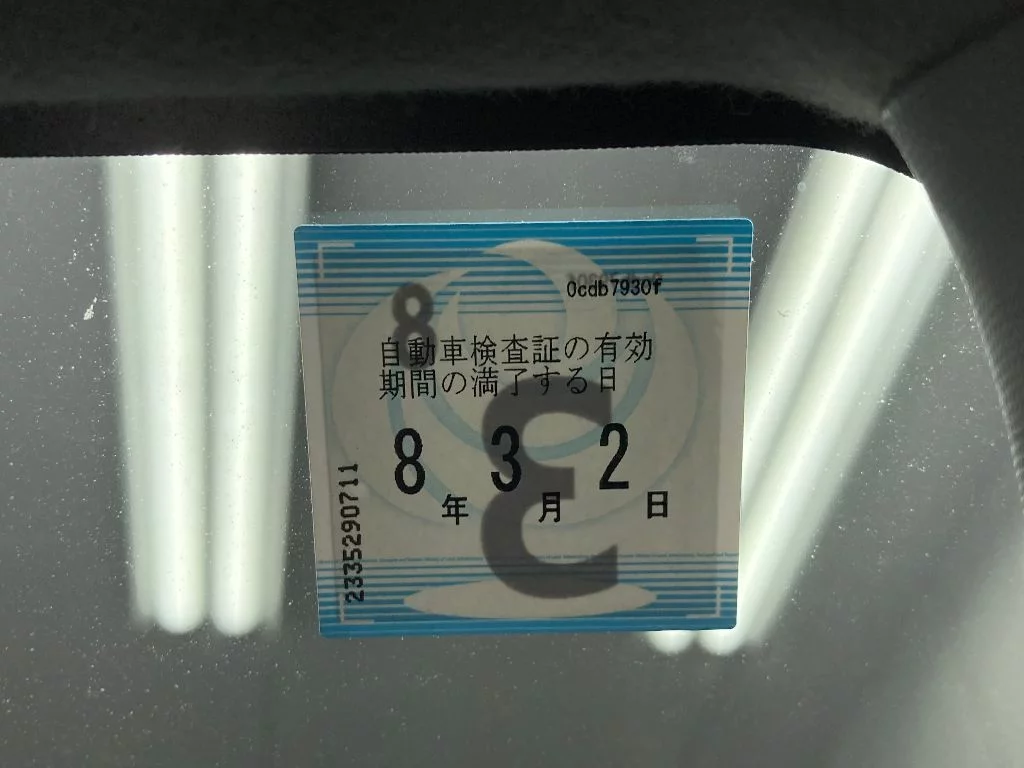 0cdb7930f
8
自動車検査証の有効
期間の満了する日
3
8年3月2日
2335290711